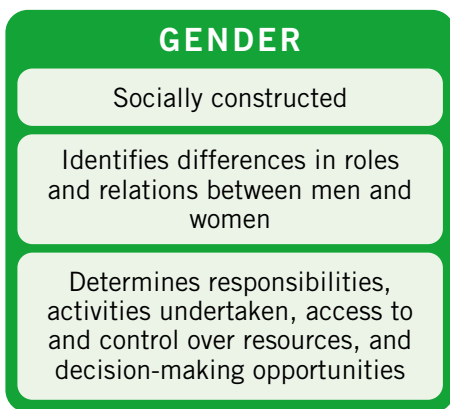 GENDER
Socially constructed
Identifies differences in roles
and relations between men and
women
Determines responsibilities,
activities undertaken, access to
and control over resources, and
decision-making opportunities